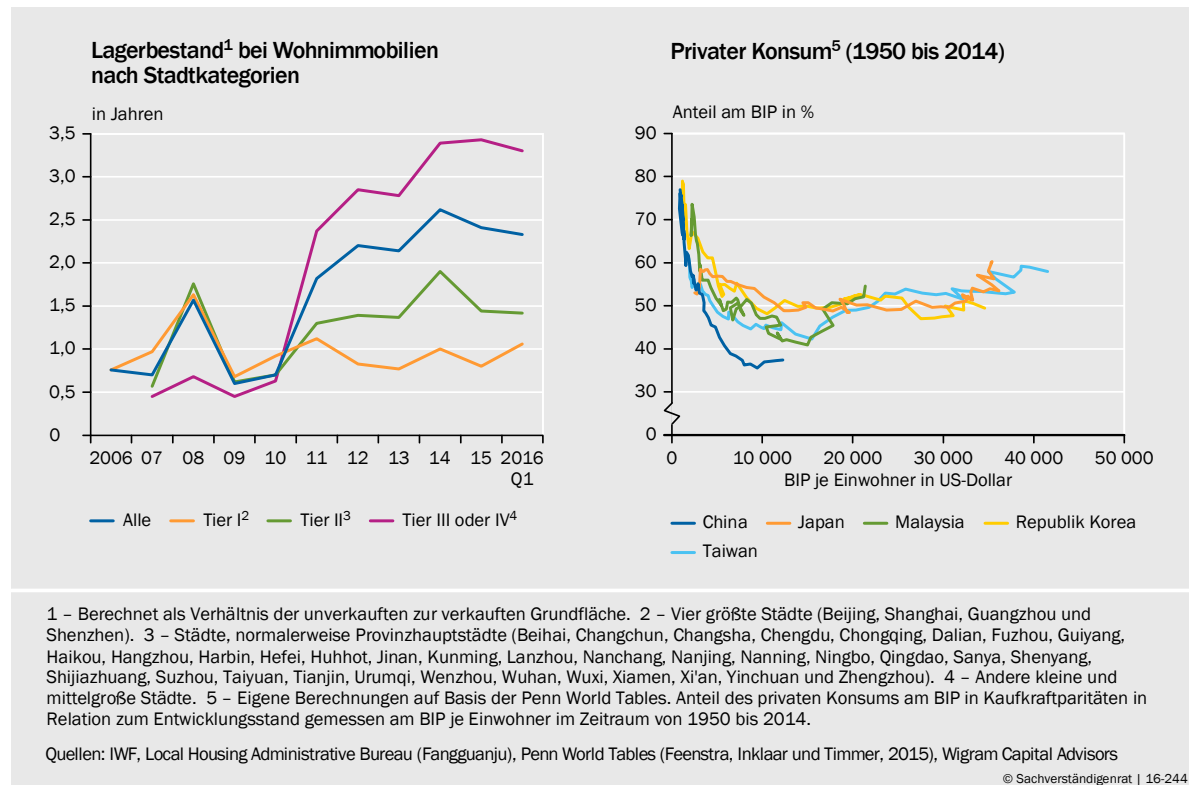 Lagerbestand¹ bei Wohnimmobilien
nach Stadtkategorien
in Jahren
3,5
3,0
2,5
2,0
1,5
1,0
0,5
0
2006 07 08 09 10 11 12 13 14 15 2016
Q1
Alle Tier I² Tier II³ Tier III oder IV⁴
Privater Konsum⁵ (1950 bis 2014)
Anteil am BIP in %
90
80
70
60
50
40
30
0
0 10 000 20 000 30 000 40 000 50 000
BIP je Einwohner in US-Dollar
China Japan Malaysia Republik Korea
Taiwan
1 – Berechnet als Verhältnis der unverkauften zur verkauften Grundfläche. 2 – Vier größte Städte (Beijing, Shanghai, Guangzhou und
Shenzhen). 3 – Städte, normalerweise Provinzhauptstädte (Beihai, Changchun, Changsha, Chengdu, Chongqing, Dalian, Fuzhou, Guiyang,
Haikou, Hangzhou, Harbin, Hefei, Huhhot, Jinan, Kunming, Lanzhou, Nanchang, Nanjing, Nanning, Ningbo, Qingdao, Sanya, Shenyang,
Shijiazhuang, Suzhou, Taiyuan, Tianjin, Urumqi, Wenzhou, Wuhan, Wuxi, Xiamen, Xi'an, Yinchuan und Zhengzhou). 4 – Andere kleine und
mittelgroße Städte. 5 – Eigene Berechnungen auf Basis der Penn World Tables. Anteil des privaten Konsums am BIP in Kaufkraftparitäten in
Relation zum Entwicklungsstand gemessen am BIP je Einwohner im Zeitraum von 1950 bis 2014.
Quellen: IWF, Local Housing Administrative Bureau (Fangguanju), Penn World Tables (Feenstra, Inklaar und Timmer, 2015), Wigram Capital Advisors
© Sachverständigenrat | 16-244